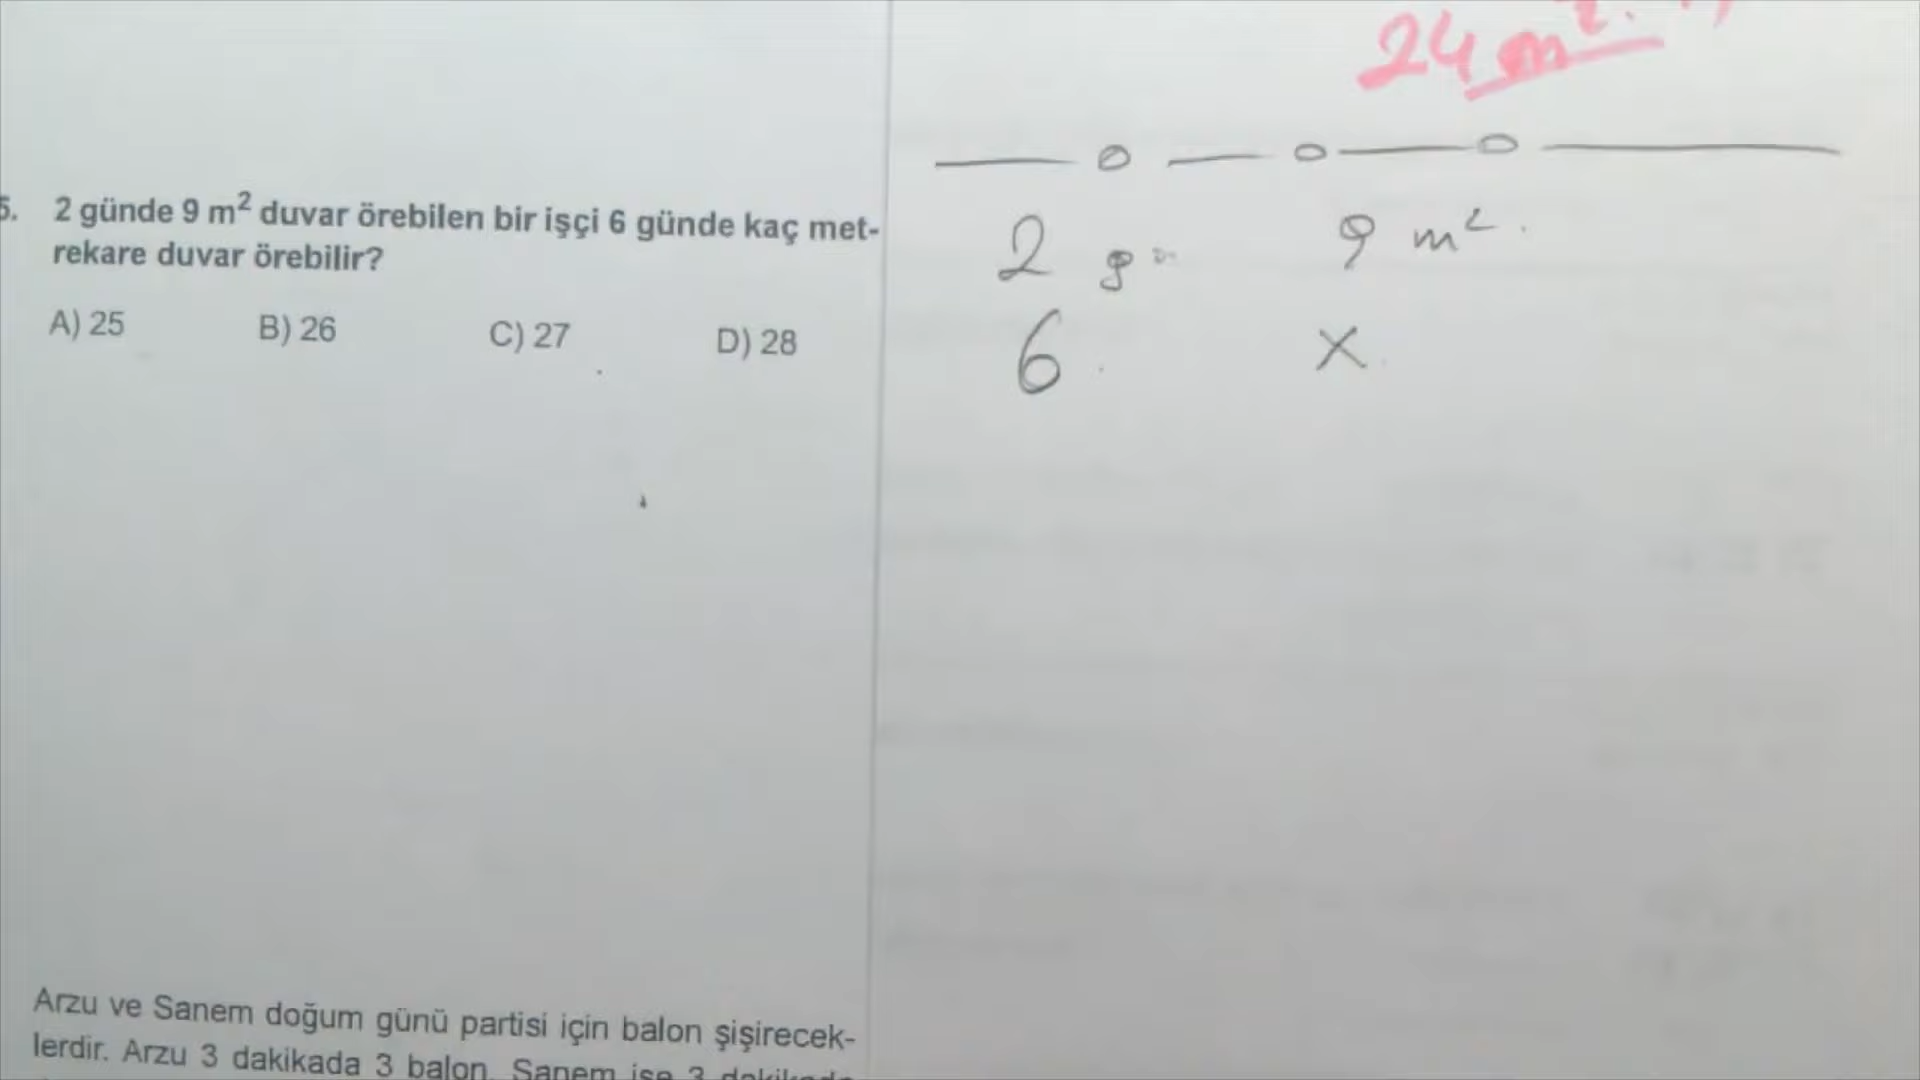 24 m².
5. 2 günde 9 m² duvar örebilen bir işçi 6 günde kaç met-
rekare duvar örebilir?
A) 25 B) 26 C) 27 D) 28
2 g 9 m².
6 x
Arzu ve Sanem doğum günü partisi için balon şişirecek-
lerdir. Arzu 3 dakikada 3 balon, Sanem ise 3 dakikada